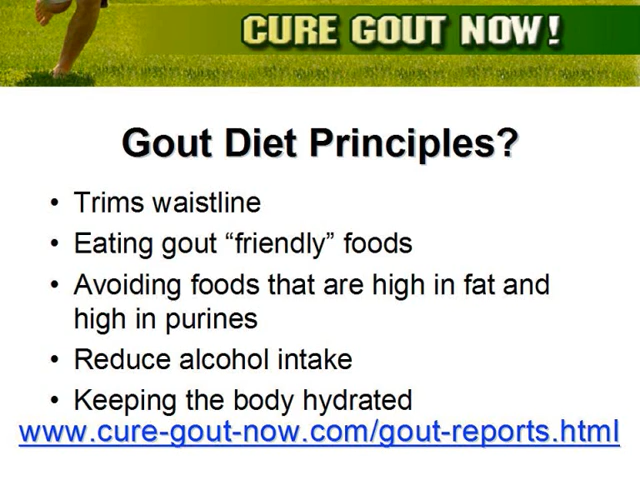 CURE GOUT NOW!
Gout Diet Principles?
• Trims waistline
• Eating gout “friendly” foods
• Avoiding foods that are high in fat and
high in purines
• Reduce alcohol intake
• Keeping the body hydrated
www.cure-gout-now.com/gout-reports.html